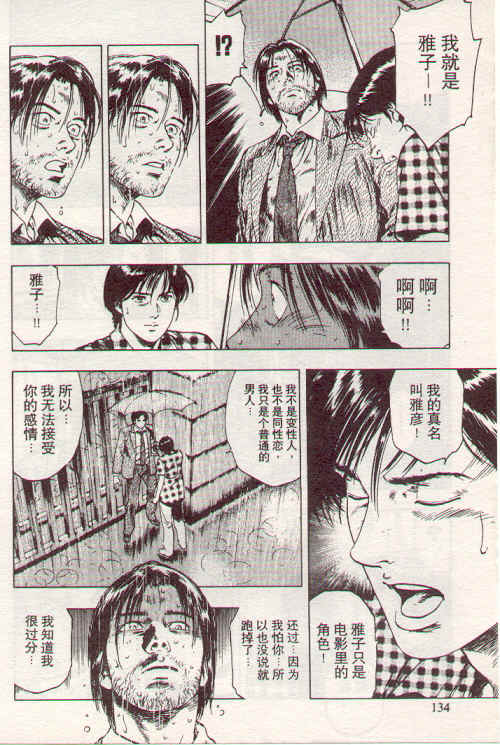 我就是
雅子—!!
!?
啊…
啊啊!!
雅子
…!!
我的真名
叫雅彦！
雅子只是
电影里的
角色！
我不是变性人，
也不是同性恋，
我只是个普通的
男人…
所以…
我无法接受
你的感情…
还过…因为
我怕你…所
以也没说就
跑掉了…
我知道我
很过分…
134